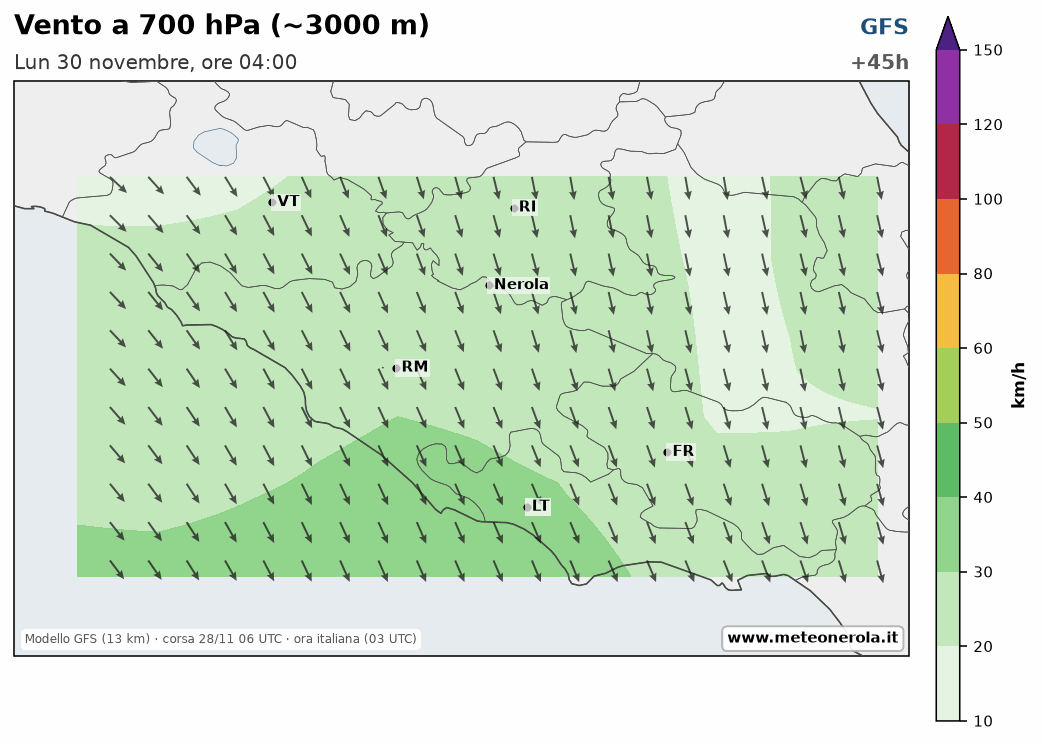 Vento a 700 hPa (~3000 m)
GFS
Lun 30 novembre, ore 04:00
+45h
150
120
100
80
60
50
40
30
20
10
km/h
VT
RI
Nerola
RM
FR
LT
Modello GFS (13 km) · corsa 28/11 06 UTC · ora italiana (03 UTC)
www.meteonerola.it